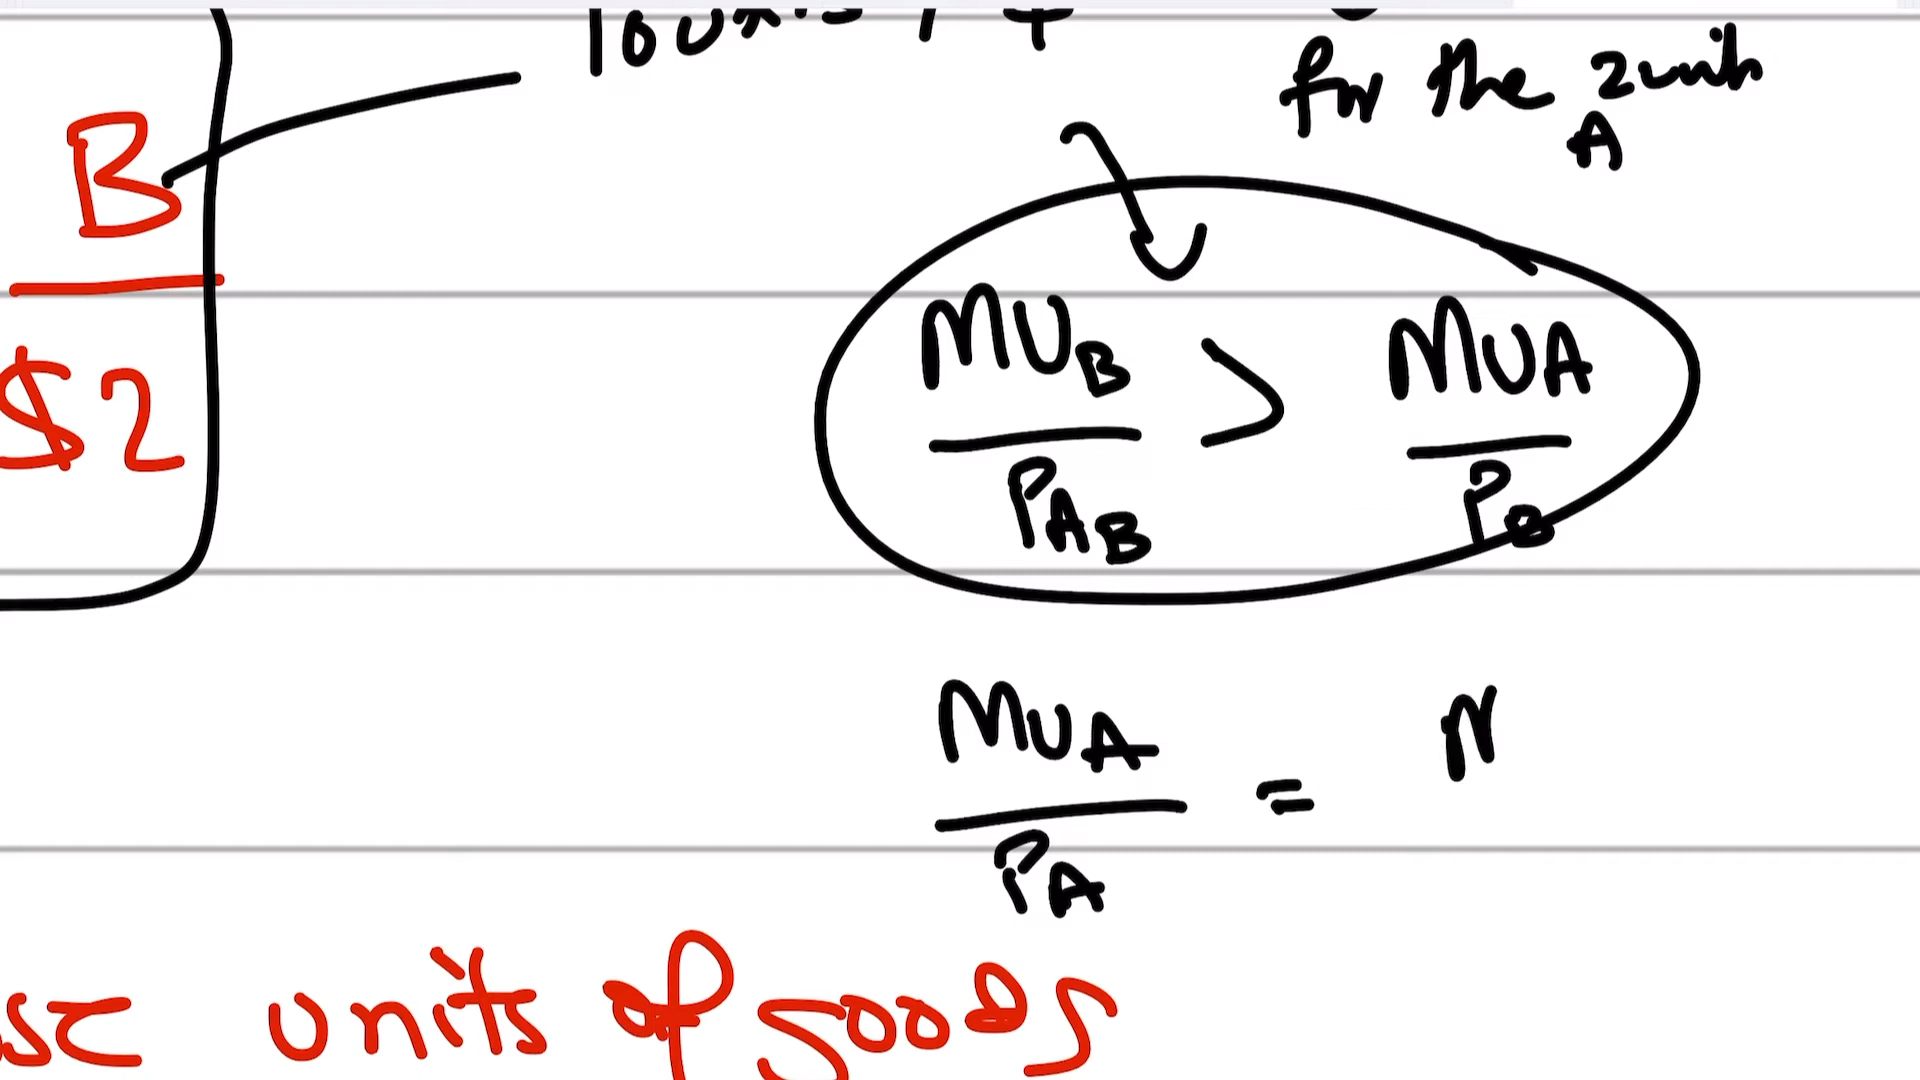 for the 2 unit
A
B
MUB > MUA
PAB PB
$2
MUA = M
PA
units of goods